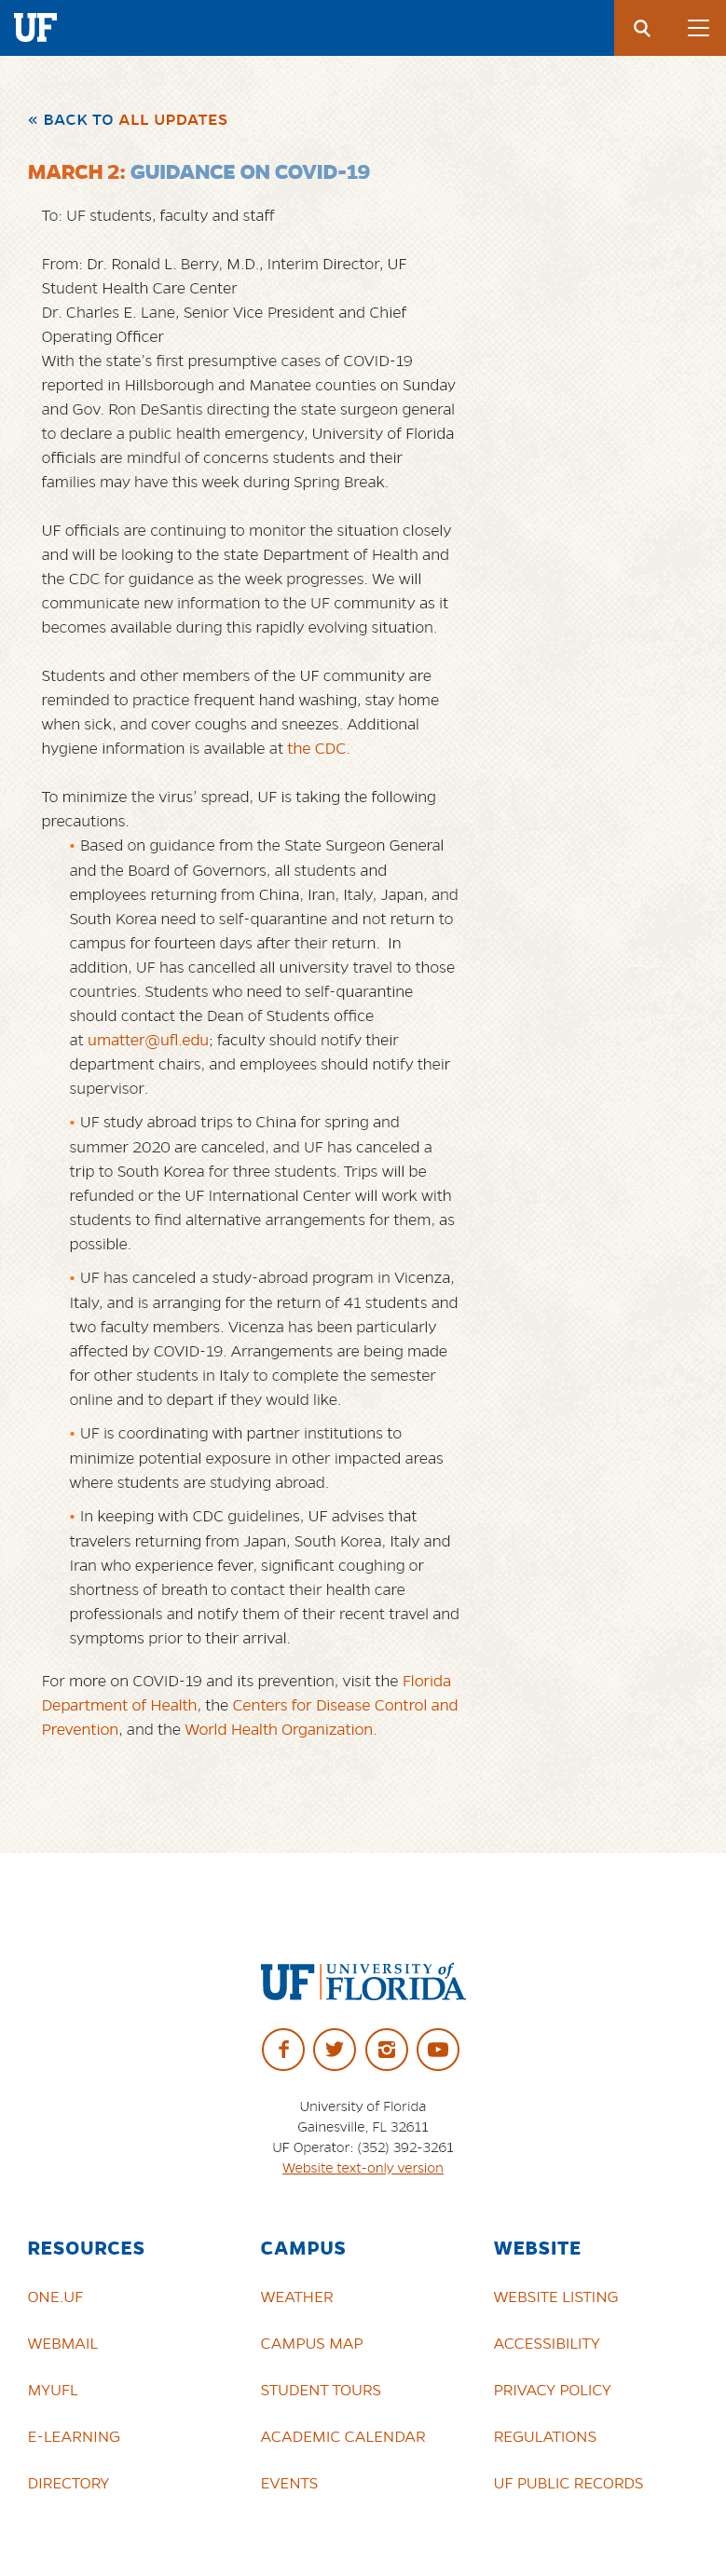 UF
« BACK TO ALL UPDATES
MARCH 2: GUIDANCE ON COVID-19
To: UF students, faculty and staff
From: Dr. Ronald L. Berry, M.D., Interim Director, UF
Student Health Care Center
Dr. Charles E. Lane, Senior Vice President and Chief
Operating Officer
With the state's first presumptive cases of COVID-19
reported in Hillsborough and Manatee counties on Sunday
and Gov. Ron DeSantis directing the state surgeon general
to declare a public health emergency, University of Florida
officials are mindful of concerns students and their
families may have this week during Spring Break.
UF officials are continuing to monitor the situation closely
and will be looking to the state Department of Health and
the CDC for guidance as the week progresses. We will
communicate new information to the UF community as it
becomes available during this rapidly evolving situation.
Students and other members of the UF community are
reminded to practice frequent hand washing, stay home
when sick, and cover coughs and sneezes. Additional
hygiene information is available at the CDC.
To minimize the virus' spread, UF is taking the following
precautions.
• Based on guidance from the State Surgeon General
and the Board of Governors, all students and
employees returning from China, Iran, Italy, Japan, and
South Korea need to self-quarantine and not return to
campus for fourteen days after their return. In
addition, UF has cancelled all university travel to those
countries. Students who need to self-quarantine
should contact the Dean of Students office
at umatter@ufl.edu; faculty should notify their
department chairs, and employees should notify their
supervisor.
• UF study abroad trips to China for spring and
summer 2020 are canceled, and UF has canceled a
trip to South Korea for three students. Trips will be
refunded or the UF International Center will work with
students to find alternative arrangements for them, as
possible.
• UF has canceled a study-abroad program in Vicenza,
Italy, and is arranging for the return of 41 students and
two faculty members. Vicenza has been particularly
affected by COVID-19. Arrangements are being made
for other students in Italy to complete the semester
online and to depart if they would like.
• UF is coordinating with partner institutions to
minimize potential exposure in other impacted areas
where students are studying abroad.
• In keeping with CDC guidelines, UF advises that
travelers returning from Japan, South Korea, Italy and
Iran who experience fever, significant coughing or
shortness of breath to contact their health care
professionals and notify them of their recent travel and
symptoms prior to their arrival.
For more on COVID-19 and its prevention, visit the Florida
Department of Health, the Centers for Disease Control and
Prevention, and the World Health Organization.
UF UNIVERSITY of
FLORIDA
University of Florida
Gainesville, FL 32611
UF Operator: (352) 392-3261
Website text-only version
RESOURCES
ONE.UF
WEBMAIL
MYUFL
E-LEARNING
DIRECTORY
CAMPUS
WEATHER
CAMPUS MAP
STUDENT TOURS
ACADEMIC CALENDAR
EVENTS
WEBSITE
WEBSITE LISTING
ACCESSIBILITY
PRIVACY POLICY
REGULATIONS
UF PUBLIC RECORDS